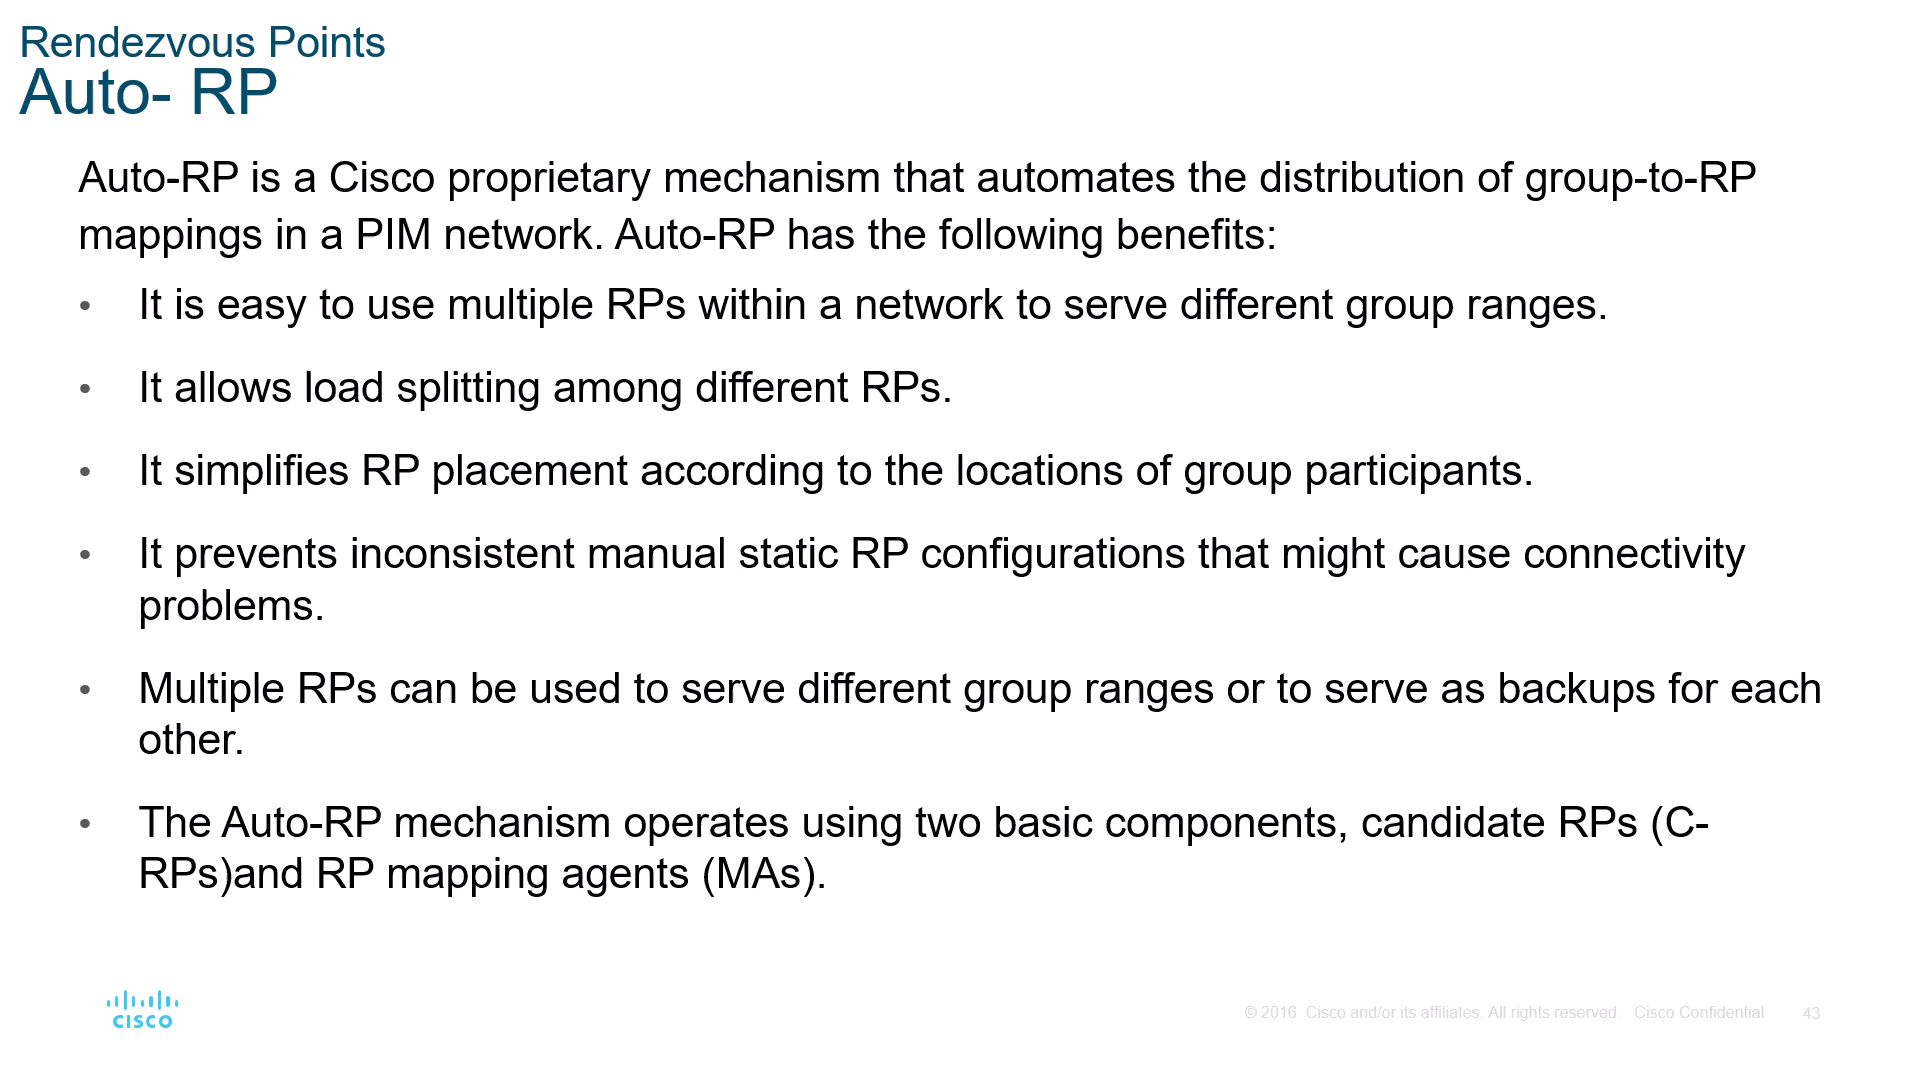 Rendezvous Points
Auto- RP
Auto-RP is a Cisco proprietary mechanism that automates the distribution of group-to-RP
mappings in a PIM network. Auto-RP has the following benefits:
• It is easy to use multiple RPs within a network to serve different group ranges.
• It allows load splitting among different RPs.
• It simplifies RP placement according to the locations of group participants.
• It prevents inconsistent manual static RP configurations that might cause connectivity
problems.
• Multiple RPs can be used to serve different group ranges or to serve as backups for each
other.
• The Auto-RP mechanism operates using two basic components, candidate RPs (C-
RPs)and RP mapping agents (MAs).
CISCO
© 2016 Cisco and/or its affiliates. All rights reserved. Cisco Confidential 43